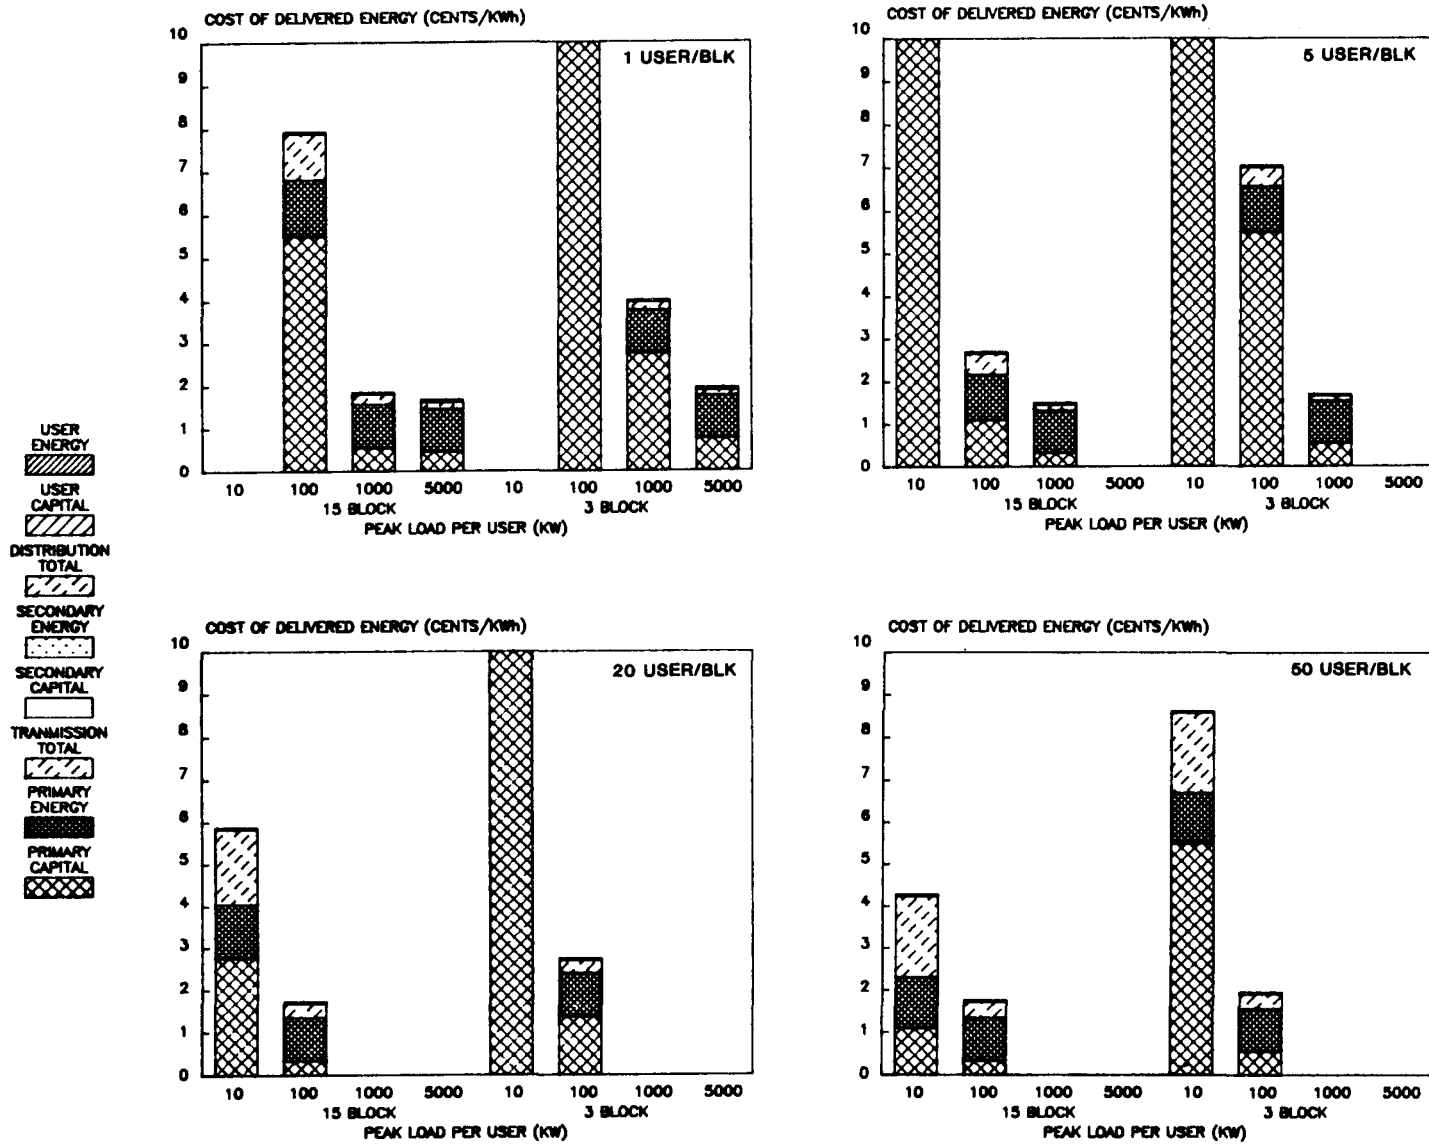 COST OF DELIVERED ENERGY (CENTS/KWh)
1 USER/BLK
10
9
8
7
6
5
4
3
2
1
0
10 100 1000 5000 10 100 1000 5000
15 BLOCK 3 BLOCK
PEAK LOAD PER USER (KW)
COST OF DELIVERED ENERGY (CENTS/KWh)
5 USER/BLK
10
9
8
7
6
5
4
3
2
1
0
10 100 1000 5000 10 100 1000 5000
15 BLOCK 3 BLOCK
PEAK LOAD PER USER (KW)
USER
ENERGY
USER
CAPITAL
DISTRIBUTION
TOTAL
SECONDARY
ENERGY
SECONDARY
CAPITAL
TRANMISSION
TOTAL
PRIMARY
ENERGY
PRIMARY
CAPITAL
COST OF DELIVERED ENERGY (CENTS/KWh)
20 USER/BLK
10
9
8
7
6
5
4
3
2
1
0
10 100 1000 5000 10 100 1000 5000
15 BLOCK 3 BLOCK
PEAK LOAD PER USER (KW)
COST OF DELIVERED ENERGY (CENTS/KWh)
50 USER/BLK
10
9
8
7
6
5
4
3
2
1
0
10 100 1000 5000 10 100 1000 5000
15 BLOCK 3 BLOCK
PEAK LOAD PER USER (KW)